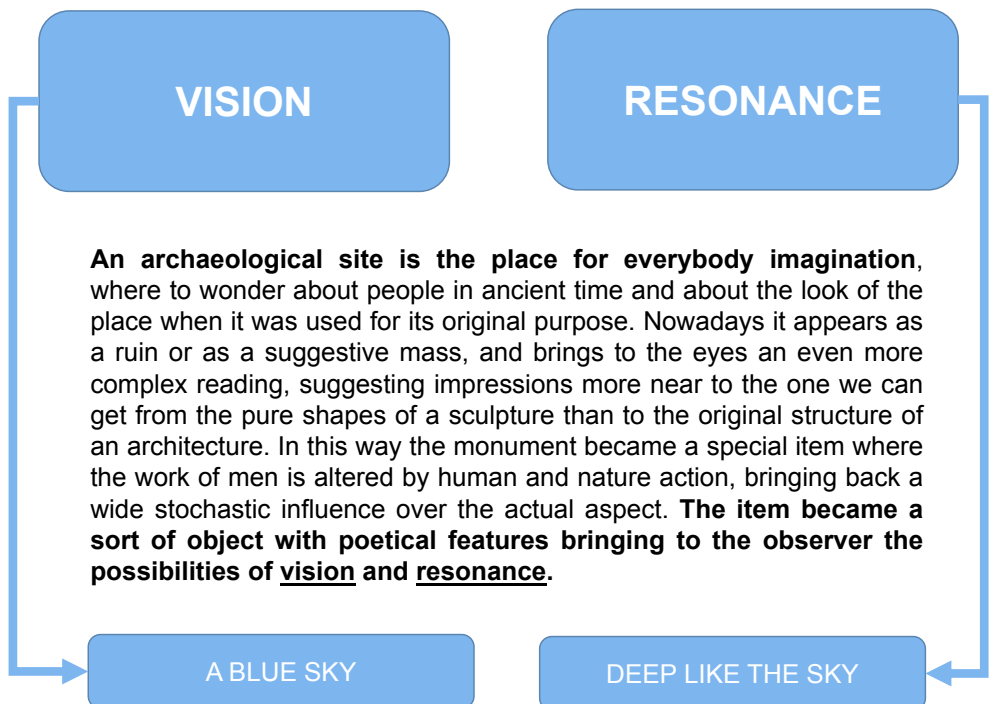 VISION
RESONANCE
An archaeological site is the place for everybody imagination,
where to wonder about people in ancient time and about the look of the
place when it was used for its original purpose. Nowadays it appears as
a ruin or as a suggestive mass, and brings to the eyes an even more
complex reading, suggesting impressions more near to the one we can
get from the pure shapes of a sculpture than to the original structure of
an architecture. In this way the monument became a special item where
the work of men is altered by human and nature action, bringing back a
wide stochastic influence over the actual aspect. The item became a
sort of object with poetical features bringing to the observer the
possibilities of vision and resonance.
A BLUE SKY
DEEP LIKE THE SKY